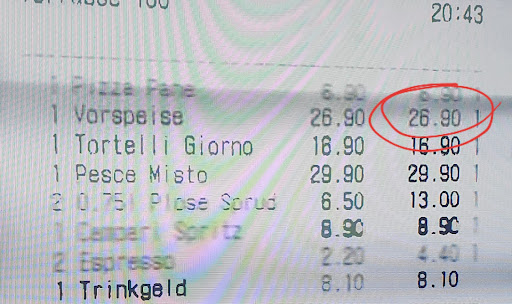 20:43
1 Pizza Pane 6.90 6.90 1
1 Vorspeise 26.90 26.90 1
1 Tortelli Giorno 16.90 16.90 1
1 Pesce Misto 29.90 29.90 1
2 0.75l Plose Sprud 6.50 13.00 1
1 Campari Spritz 8.90 8.90 1
2 Espresso 2.20 4.40 1
1 Trinkgeld 8.10 8.10